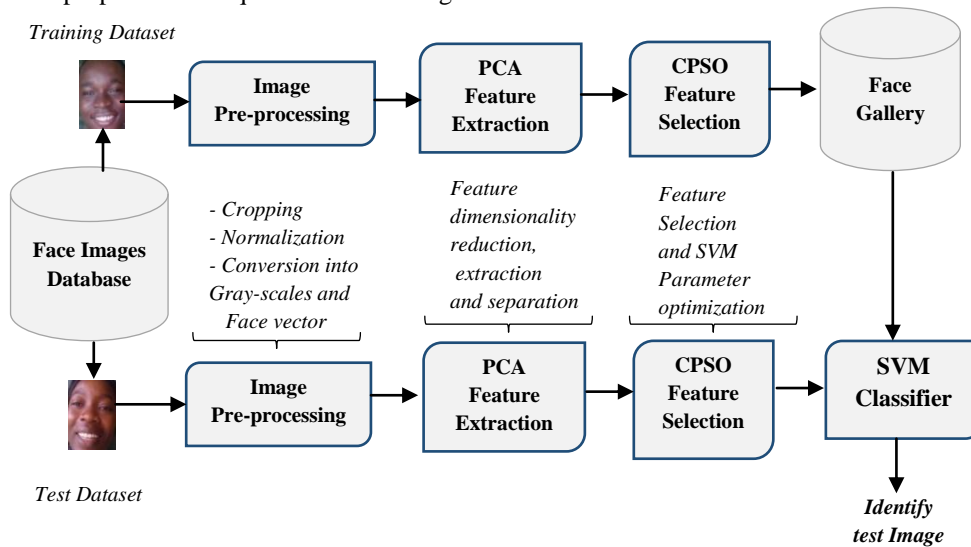 Training Dataset
Image
Pre-processing
PCA
Feature
Extraction
CPSO
Feature
Selection
Face
Gallery
Face Images
Database
- Cropping
- Normalization
- Conversion into
Gray-scales and
Face vector
Feature
dimensionality
reduction,
extraction
and separation
Feature
Selection
and SVM
Parameter
optimization
Image
Pre-processing
PCA
Feature
Extraction
CPSO
Feature
Selection
SVM
Classifier
Test Dataset
Identify
test Image